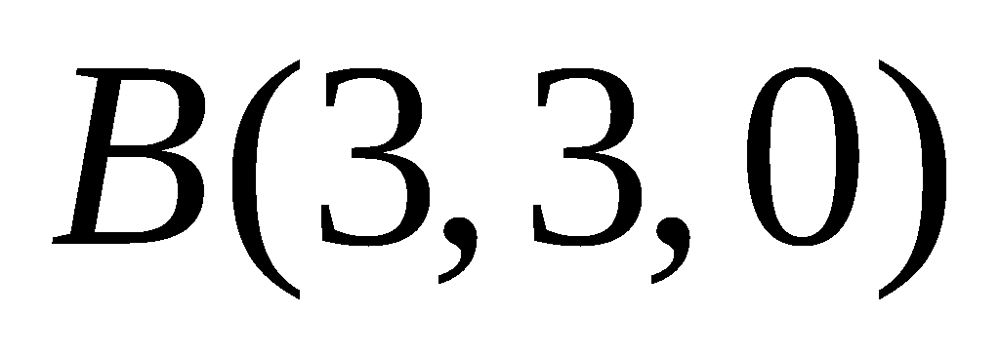 B(3, 3, 0)